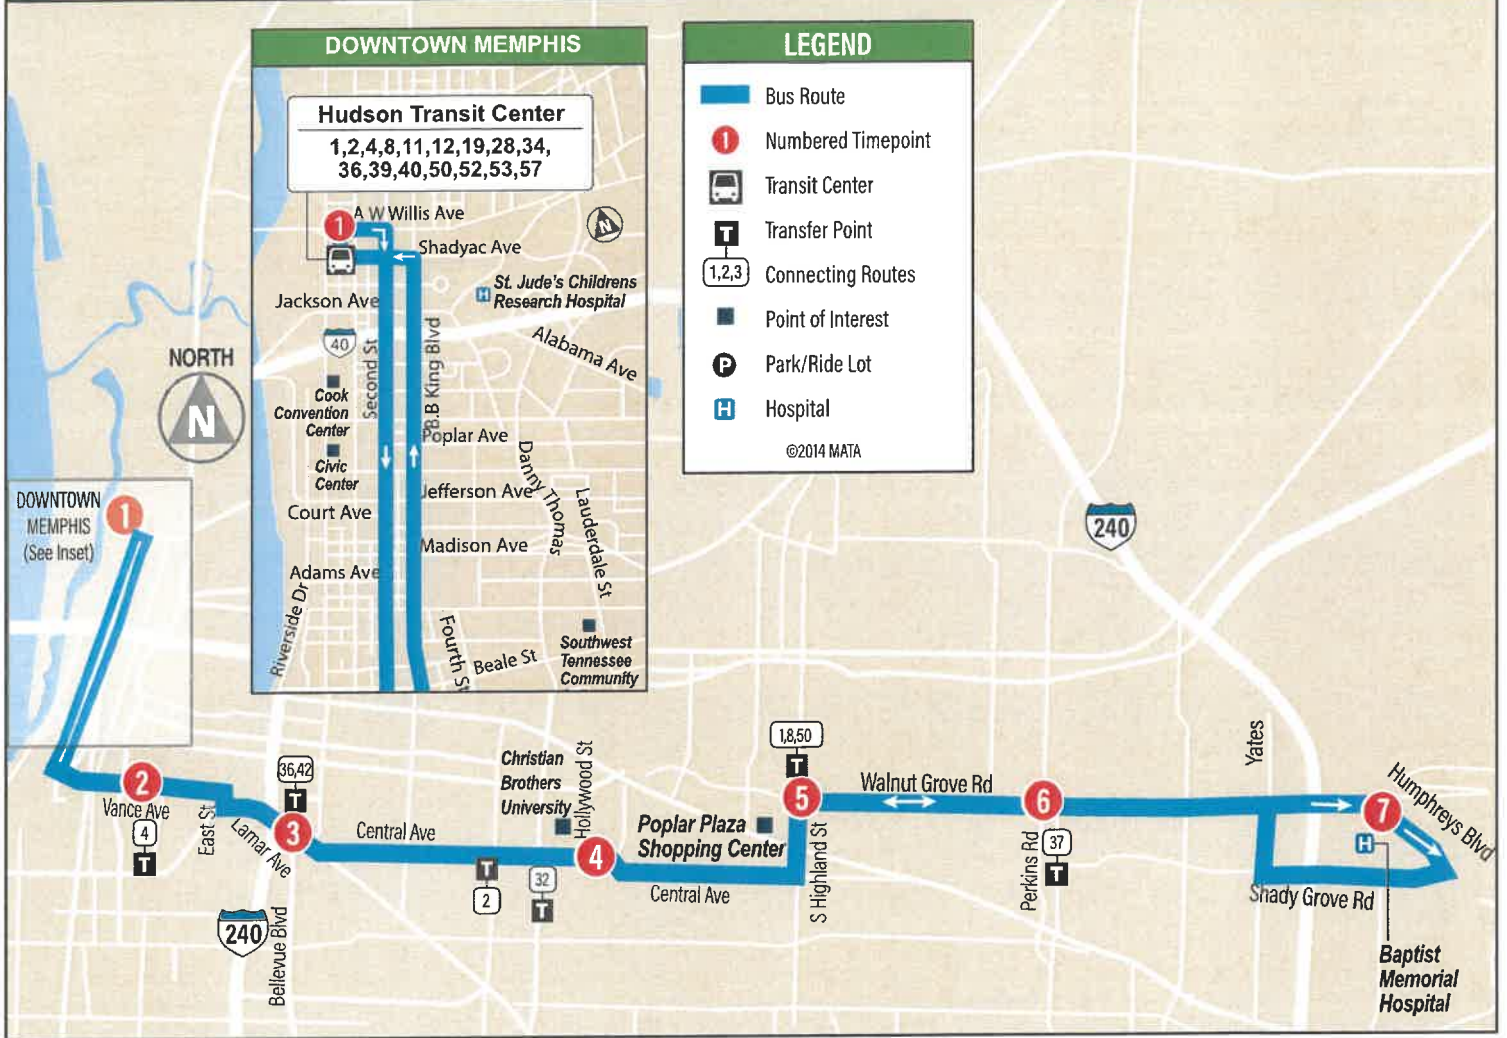 DOWNTOWN MEMPHIS
Hudson Transit Center
1,2,4,8,11,12,19,28,34,
36,39,40,50,52,53,57
1
A W Willis Ave
N
Shadyac Ave
St. Jude's Childrens
Research Hospital
H
Jackson Ave
40
Second St
B.B King Blvd
Alabama Ave
Cook
Convention
Center
Poplar Ave
Civic
Center
Danny Thomas
Jefferson Ave
Lauderdale St
Court Ave
Madison Ave
Adams Ave
Riverside Dr
Fourth St
Beale St
Southwest
Tennessee
Community
LEGEND
Bus Route
1
Numbered Timepoint
Transit Center
T
Transfer Point
1,2,3
Connecting Routes
Point of Interest
P
Park/Ride Lot
H
Hospital
©2014 MATA
NORTH
N
DOWNTOWN
MEMPHIS
(See Inset)
1
240
2
Vance Ave
4
T
East St
Lamar Ave
36,42
T
3
240
Bellevue Blvd
Central Ave
T
2
32
T
Christian
Brothers
University
Hollywood St
4
Poplar Plaza
Shopping Center
Central Ave
1,8,50
T
5
S Highland St
Walnut Grove Rd
6
Perkins Rd
37
T
Yates
7
Humphreys Blvd
H
Shady Grove Rd
Baptist
Memorial
Hospital